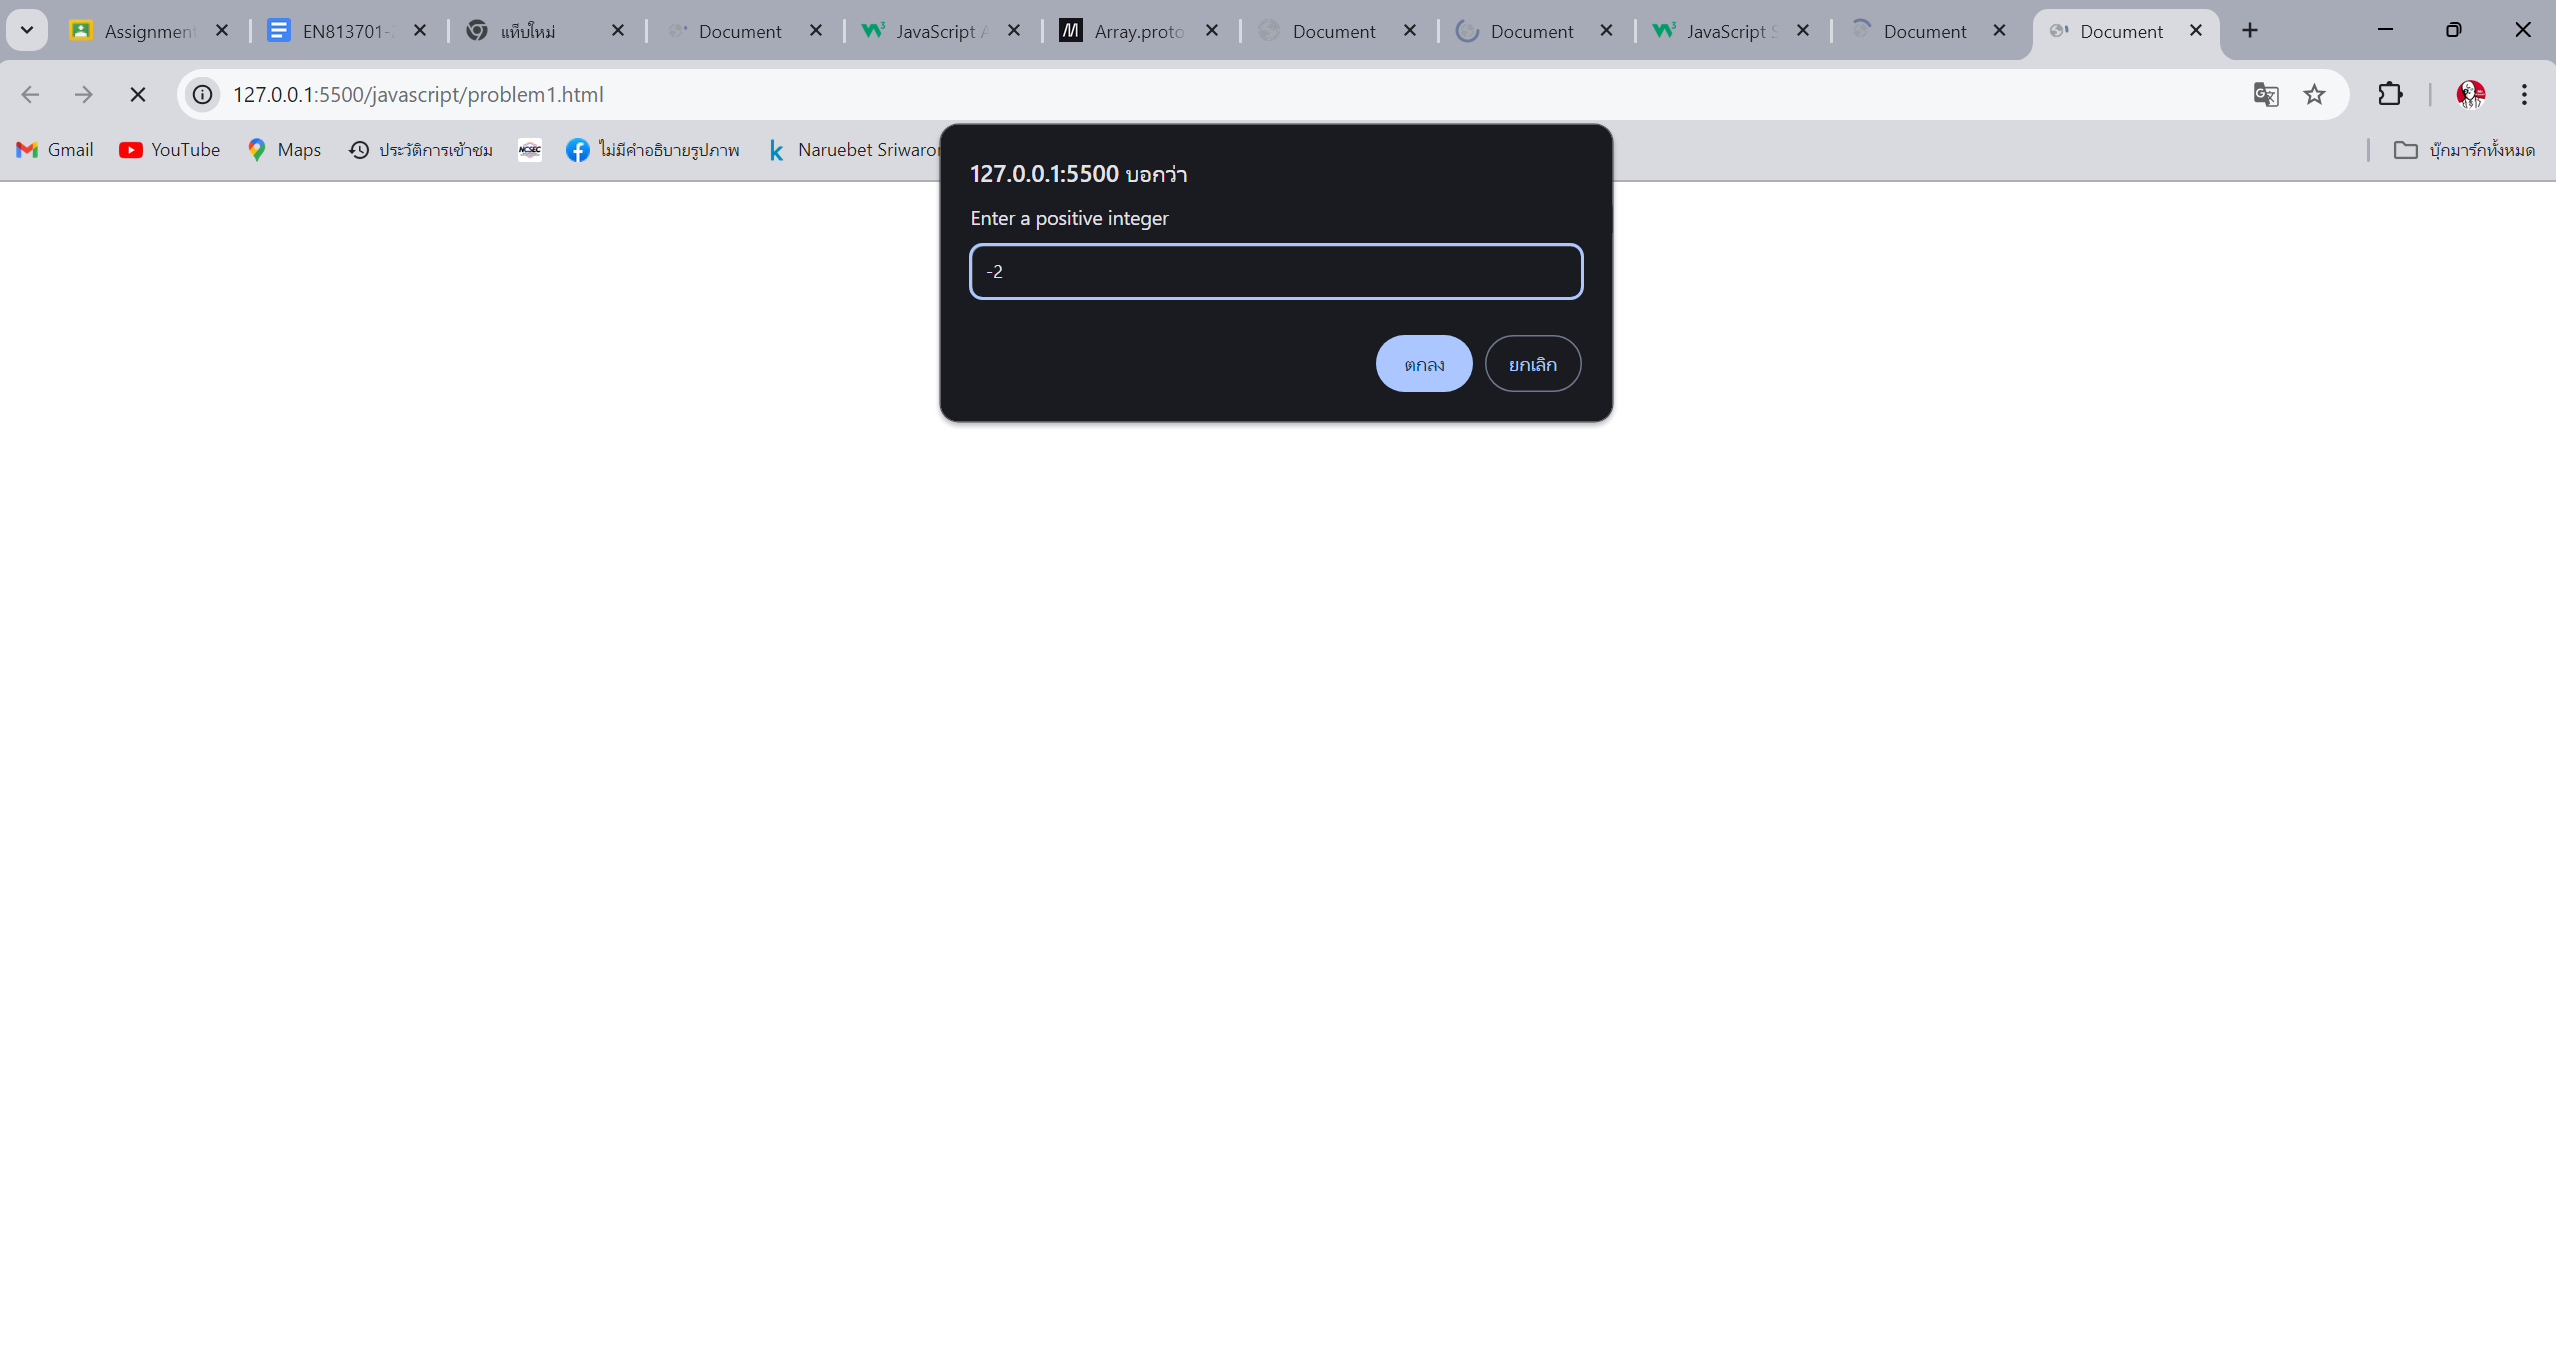 Assignmen
EN813701-
แท็บใหม่
Document
JavaScript A
Array.proto
Document
Document
JavaScript S
Document
Document
127.0.0.1:5500/javascript/problem1.html
Gmail
YouTube
Maps
ประวัติการเข้าชม
NCSEC
ไม่มีคำอธิบายรูปภาพ
Naruebet Sriwaro
บุ๊กมาร์กทั้งหมด
127.0.0.1:5500 บอกว่า
Enter a positive integer
-2
ตกลง
ยกเลิก